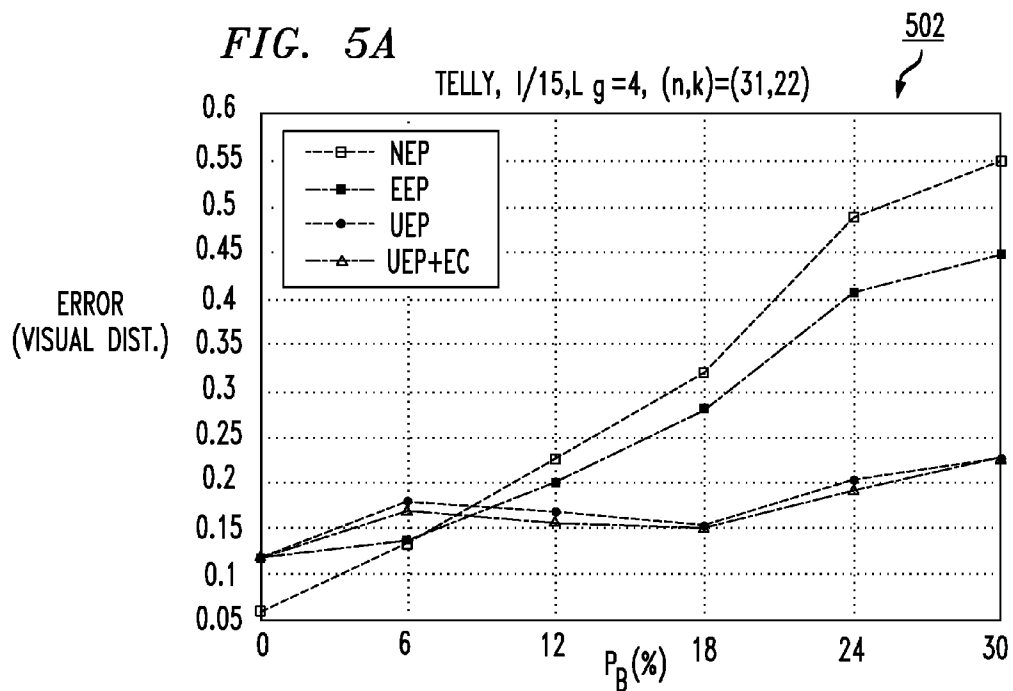 FIG. 5A
502
TELLY, I/15,L g =4, (n,k)=(31,22)
0.6
0.55
0.5
0.45
0.4
0.35
0.3
0.25
0.2
0.15
0.1
0.05
NEP
EEP
UEP
UEP+EC
ERROR
(VISUAL DIST.)
0 6 12 18 24 30
P_B(%)